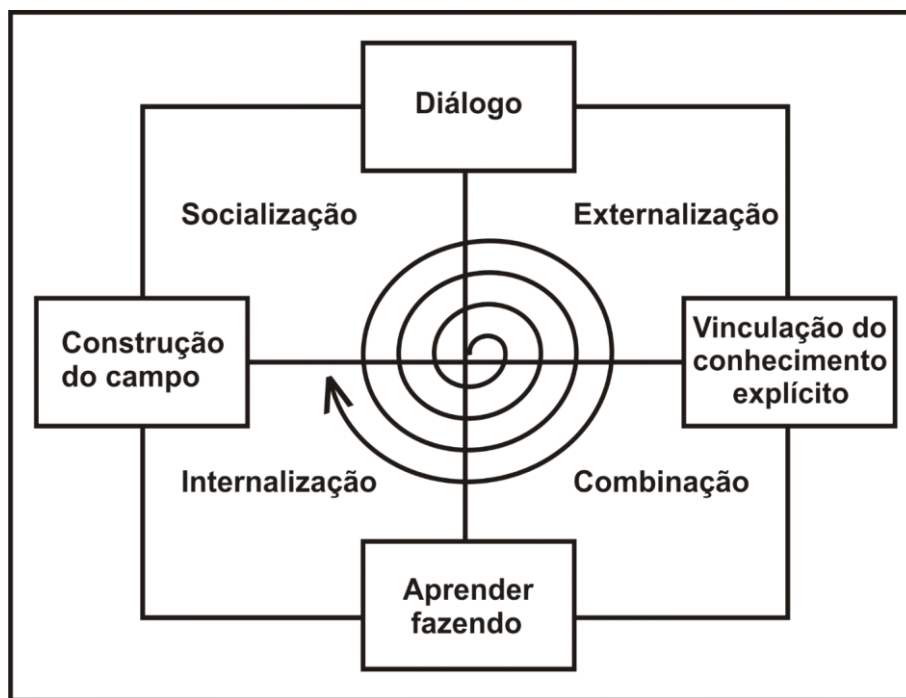 Diálogo
Socialização
Externalização
Construção
do campo
Vinculação do
conhecimento
explícito
Internalização
Combinação
Aprender
fazendo